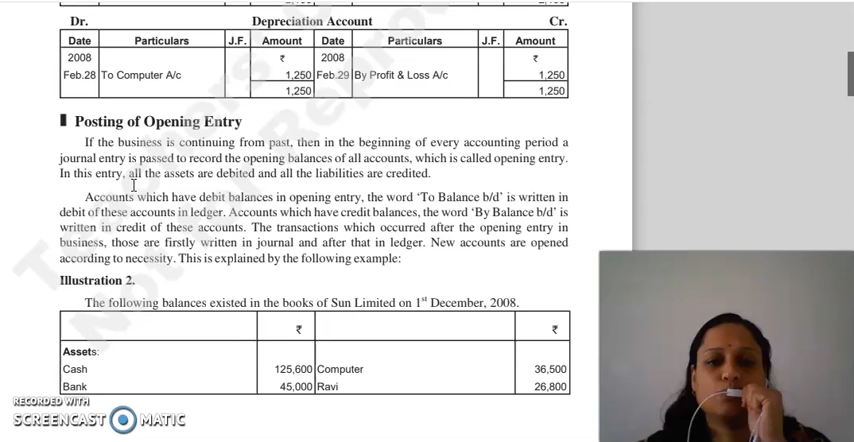 Dr. Depreciation Account Cr.
Date Particulars J.F. Amount Date Particulars J.F. Amount
2008 ₹ 2008 ₹
Feb.28 To Computer A/c 1,250 Feb.29 By Profit & Loss A/c 1,250
1,250 1,250
Posting of Opening Entry
If the business is continuing from past, then in the beginning of every accounting period a
journal entry is passed to record the opening balances of all accounts, which is called opening entry.
In this entry, all the assets are debited and all the liabilities are credited.
Accounts which have debit balances in opening entry, the word ‘To Balance b/d’ is written in
debit of these accounts in ledger. Accounts which have credit balances, the word ‘By Balance b/d’ is
written in credit of these accounts. The transactions which occurred after the opening entry in
business, those are firstly written in journal and after that in ledger. New accounts are opened
according to necessity. This is explained by the following example:
Illustration 2.
The following balances existed in the books of Sun Limited on 1st December, 2008.
₹ ₹
Assets:
Cash 125,600 Computer 36,500
Bank 45,000 Ravi 26,800
RECORDED WITH
SCREENCAST MATIC